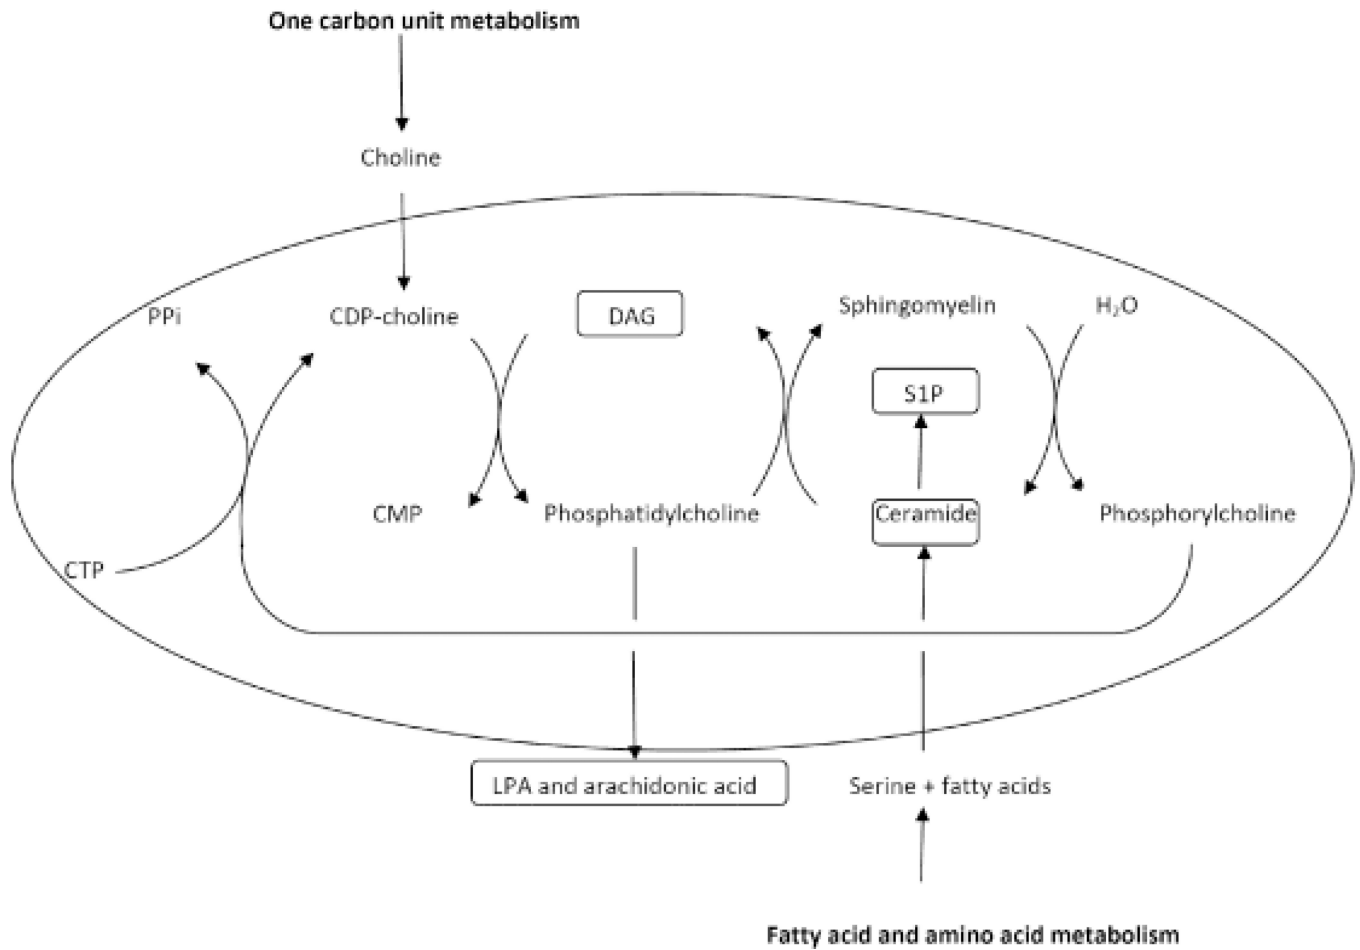 One carbon unit metabolism
Choline
PPi
CDP-choline
DAG
Sphingomyelin
H₂O
S1P
CMP
Phosphatidylcholine
Ceramide
Phosphorylcholine
CTP
LPA and arachidonic acid
Serine + fatty acids
Fatty acid and amino acid metabolism